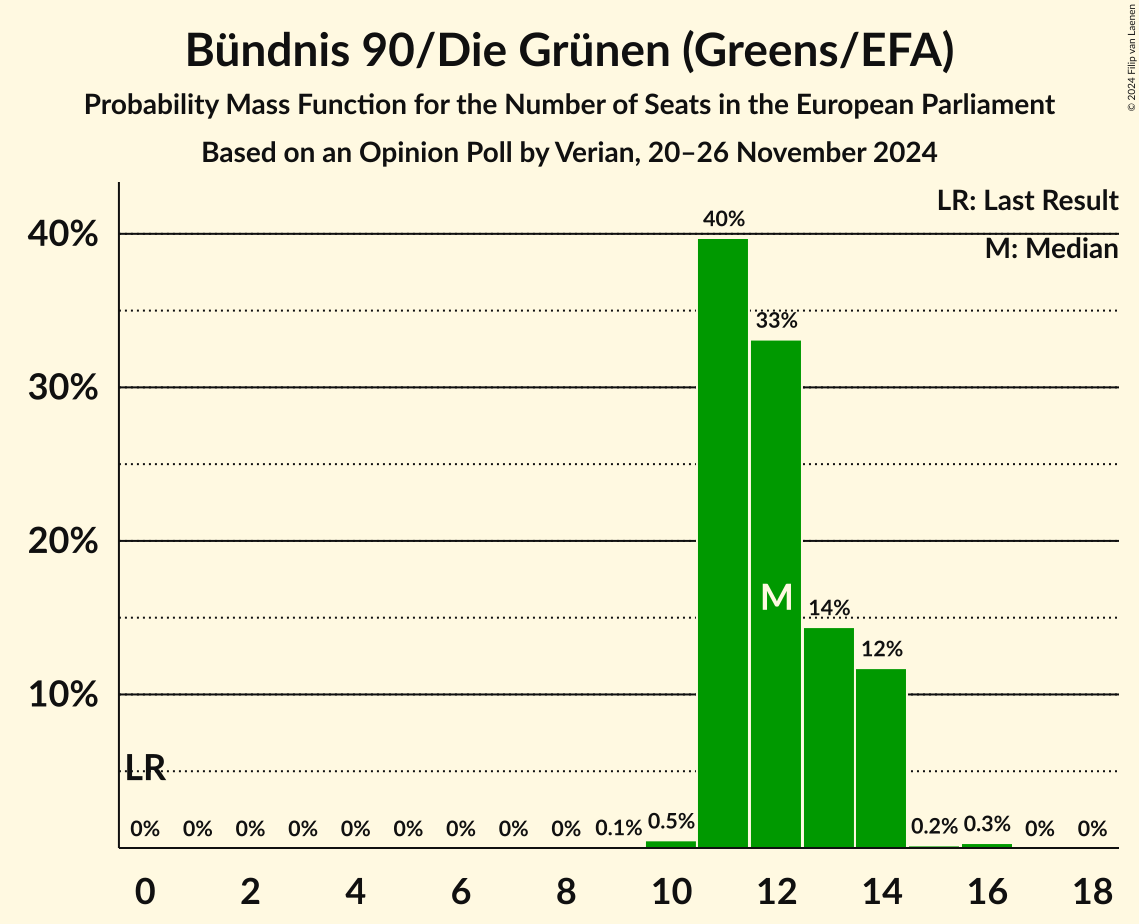 Bündnis 90/Die Grünen (Greens/EFA)
Probability Mass Function for the Number of Seats in the European Parliament
Based on an Opinion Poll by Verian, 20–26 November 2024
© 2024 Filip van Laenen
LR: Last Result
M: Median
40%
30%
20%
10%
LR
M
0% 0% 0% 0% 0% 0% 0% 0% 0% 0.1% 0.5% 40% 33% 14% 12% 0.2% 0.3% 0% 0%
0 2 4 6 8 10 12 14 16 18